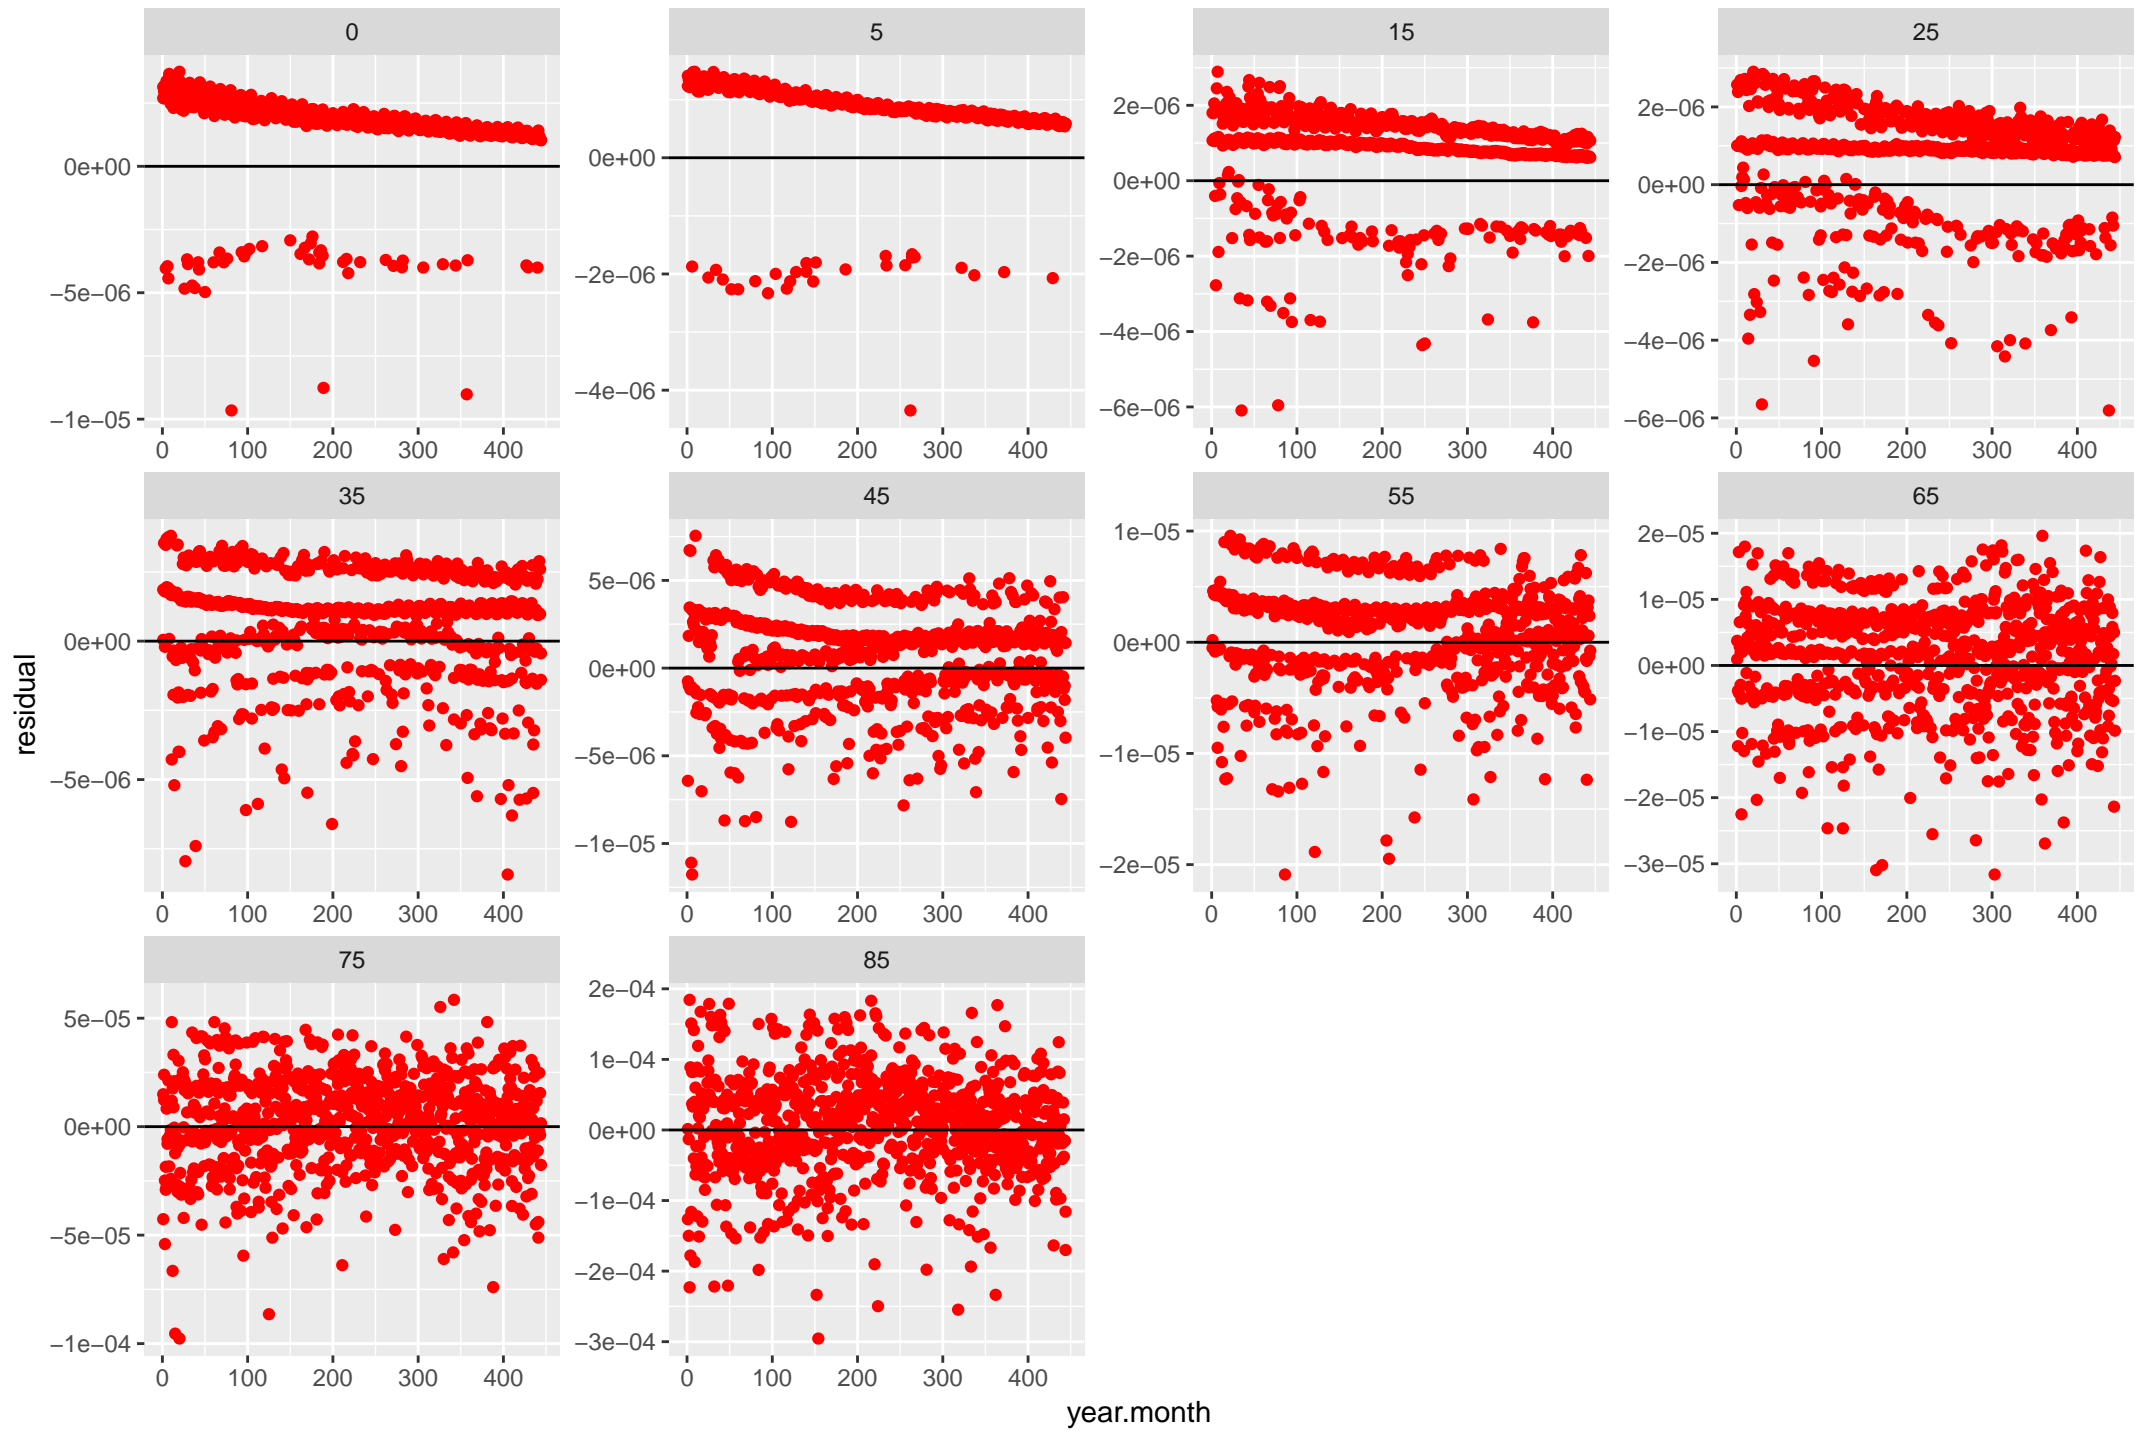 0 5 15 25
0e+00
−5e−06
−1e−05
0e+00
−2e−06
−4e−06
2e−06
0e+00
−2e−06
−4e−06
−6e−06
2e−06
0e+00
−2e−06
−4e−06
−6e−06
0 100 200 300 400 0 100 200 300 400 0 100 200 300 400 0 100 200 300 400
35 45 55 65
0e+00
−5e−06
5e−06
0e+00
−5e−06
−1e−05
1e−05
0e+00
−1e−05
−2e−05
2e−05
1e−05
0e+00
−1e−05
−2e−05
−3e−05
0 100 200 300 400 0 100 200 300 400 0 100 200 300 400 0 100 200 300 400
residual
75 85
5e−05
0e+00
−5e−05
−1e−04
2e−04
1e−04
0e+00
−1e−04
−2e−04
−3e−04
0 100 200 300 400 0 100 200 300 400
year.month